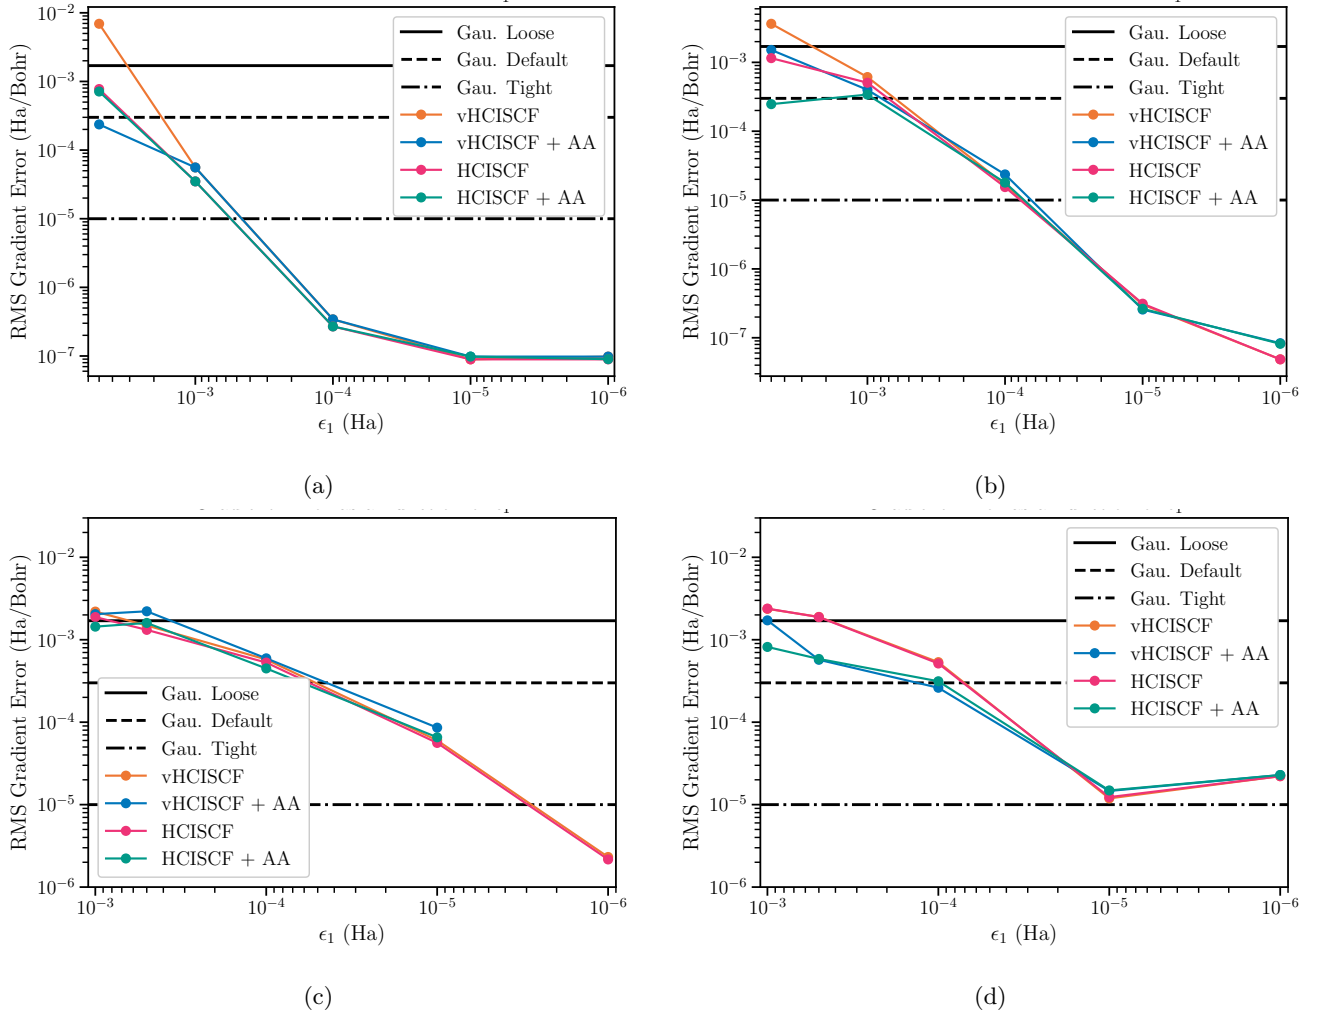 RMS Gradient Error (Ha/Bohr)
10⁻²
10⁻³
10⁻⁴
10⁻⁵
10⁻⁶
10⁻⁷
Gau. Loose
Gau. Default
Gau. Tight
vHCISCF
vHCISCF + AA
HCISCF
HCISCF + AA
10⁻³ 10⁻⁴ 10⁻⁵ 10⁻⁶
ϵ₁ (Ha)
(a)
RMS Gradient Error (Ha/Bohr)
10⁻³
10⁻⁴
10⁻⁵
10⁻⁶
10⁻⁷
Gau. Loose
Gau. Default
Gau. Tight
vHCISCF
vHCISCF + AA
HCISCF
HCISCF + AA
10⁻³ 10⁻⁴ 10⁻⁵ 10⁻⁶
ϵ₁ (Ha)
(b)
RMS Gradient Error (Ha/Bohr)
10⁻²
10⁻³
10⁻⁴
10⁻⁵
10⁻⁶
Gau. Loose
Gau. Default
Gau. Tight
vHCISCF
vHCISCF + AA
HCISCF
HCISCF + AA
10⁻³ 10⁻⁴ 10⁻⁵ 10⁻⁶
ϵ₁ (Ha)
(c)
RMS Gradient Error (Ha/Bohr)
10⁻²
10⁻³
10⁻⁴
10⁻⁵
10⁻⁶
Gau. Loose
Gau. Default
Gau. Tight
vHCISCF
vHCISCF + AA
HCISCF
HCISCF + AA
10⁻³ 10⁻⁴ 10⁻⁵ 10⁻⁶
ϵ₁ (Ha)
(d)